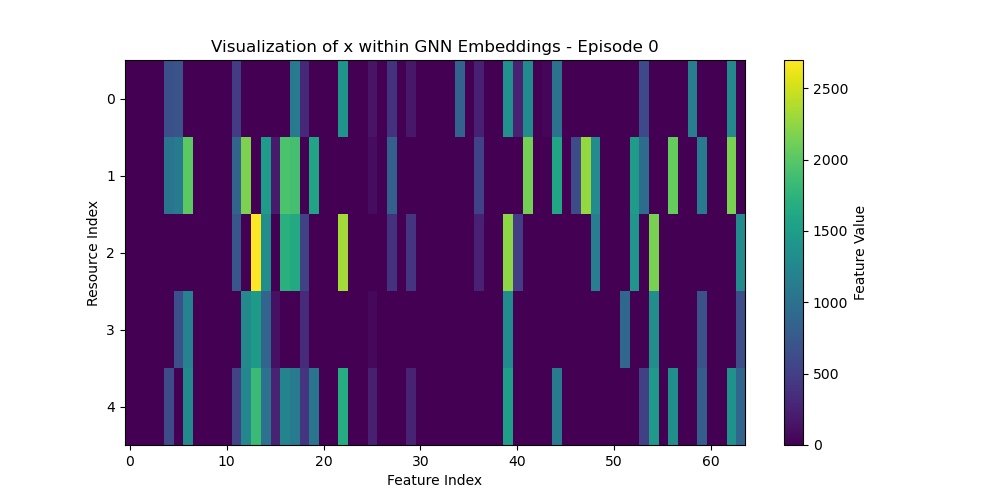 Visualization of x within GNN Embeddings - Episode 0
Resource Index
0
1
2
3
4
0 10 20 30 40 50 60
Feature Index
2500
2000
1500
1000
500
0
Feature Value